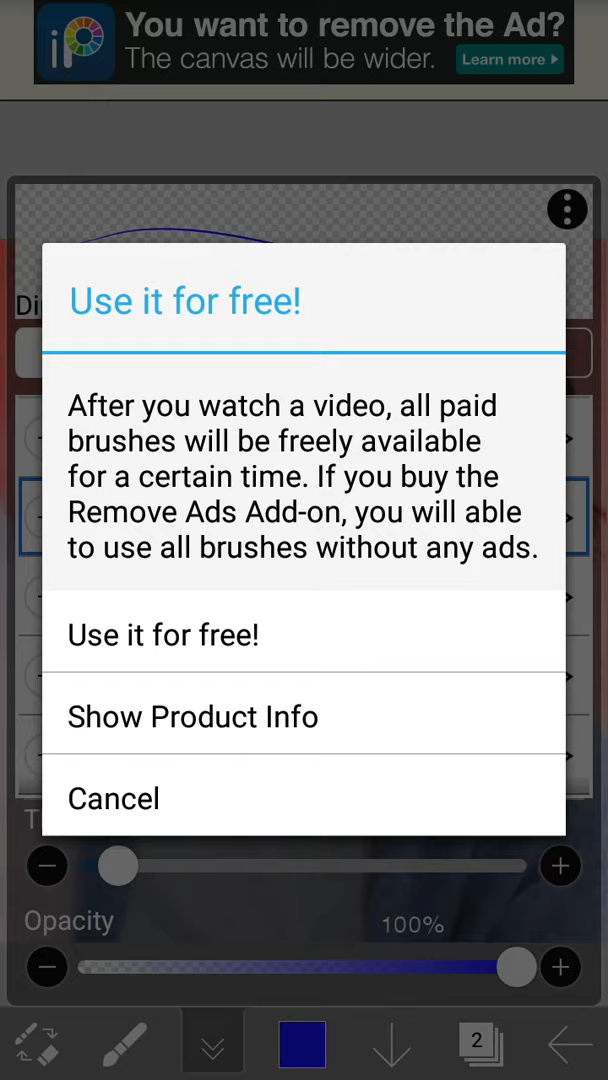 iP
You want to remove the Ad?
The canvas will be wider.
Learn more
Di
Use it for free!
After you watch a video, all paid
brushes will be freely available
for a certain time. If you buy the
Remove Ads Add-on, you will able
to use all brushes without any ads.
Use it for free!
Show Product Info
Cancel
T
Opacity
100%
2